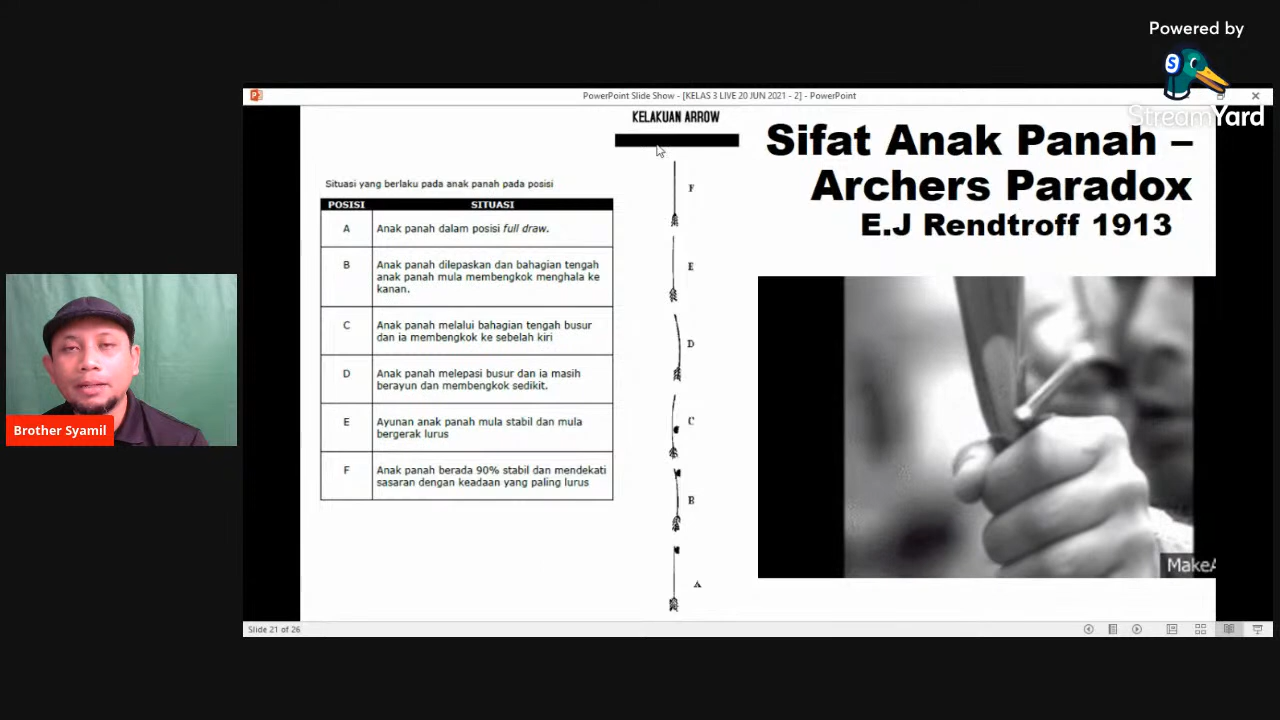 Powered by
S
StreamYard
PowerPoint Slide Show - [KELAS 3 LIVE 20 JUN 2021 - 2] - PowerPoint
KELAKUAN ARROW
Sifat Anak Panah –
Archers Paradox
E.J Rendtroff 1913
Situasi yang berlaku pada anak panah pada posisi
POSISI SITUASI
A Anak panah dalam posisi full draw.
B Anak panah dilepaskan dan bahagian tengah
anak panah mula membengkok menghala ke
kanan.
C Anak panah melalui bahagian tengah busur
dan ia membengkok ke sebelah kiri
D Anak panah melepasi busur dan ia masih
berayun dan membengkok sedikit.
E Ayunan anak panah mula stabil dan mula
bergerak lurus
F Anak panah berada 90% stabil dan mendekati
sasaran dengan keadaan yang paling lurus
F
E
D
C
B
A
MakeA
Brother Syamil
Slide 21 of 26